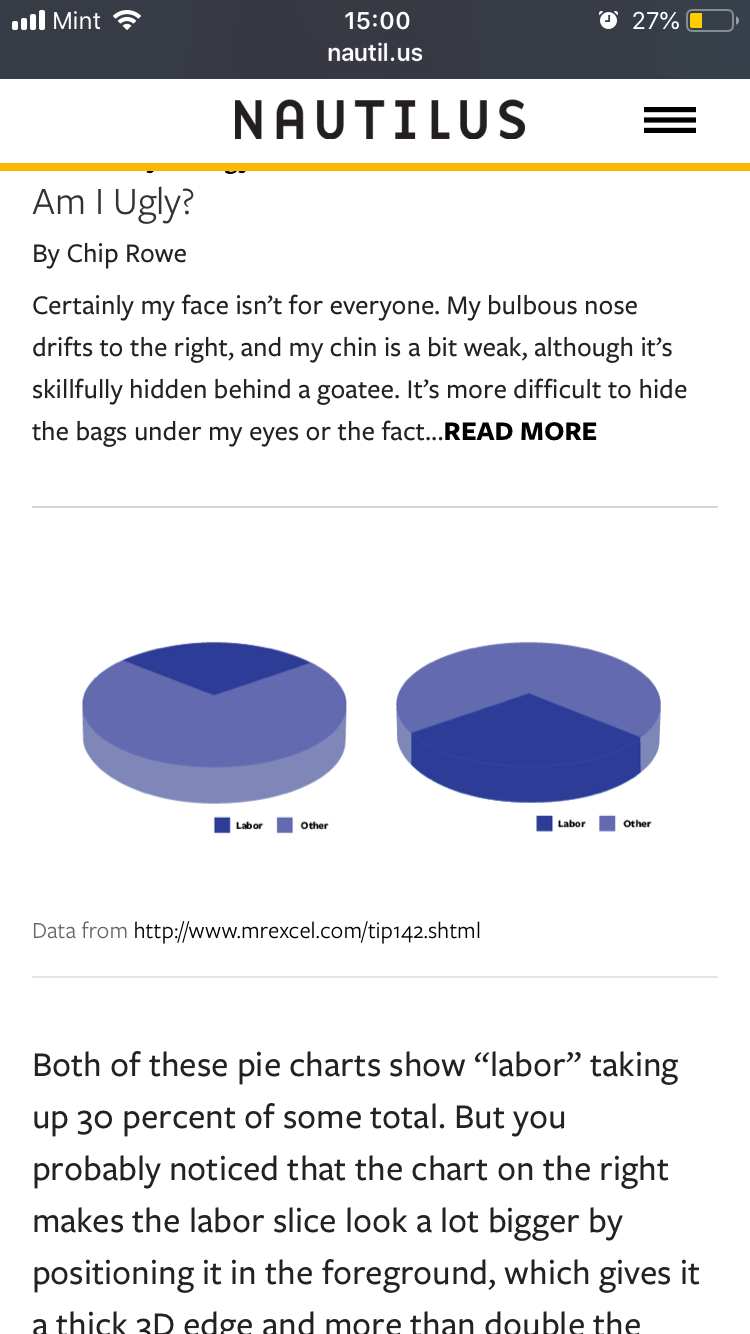 Mint 15:00 27%
nautil.us
NAUTILUS
Am I Ugly?
By Chip Rowe
Certainly my face isn’t for everyone. My bulbous nose
drifts to the right, and my chin is a bit weak, although it’s
skillfully hidden behind a goatee. It’s more difficult to hide
the bags under my eyes or the fact...READ MORE
Labor Other
Labor Other
Data from http://www.mrexcel.com/tip142.shtml
Both of these pie charts show “labor” taking
up 30 percent of some total. But you
probably noticed that the chart on the right
makes the labor slice look a lot bigger by
positioning it in the foreground, which gives it
a thick 3D edge and more than double the